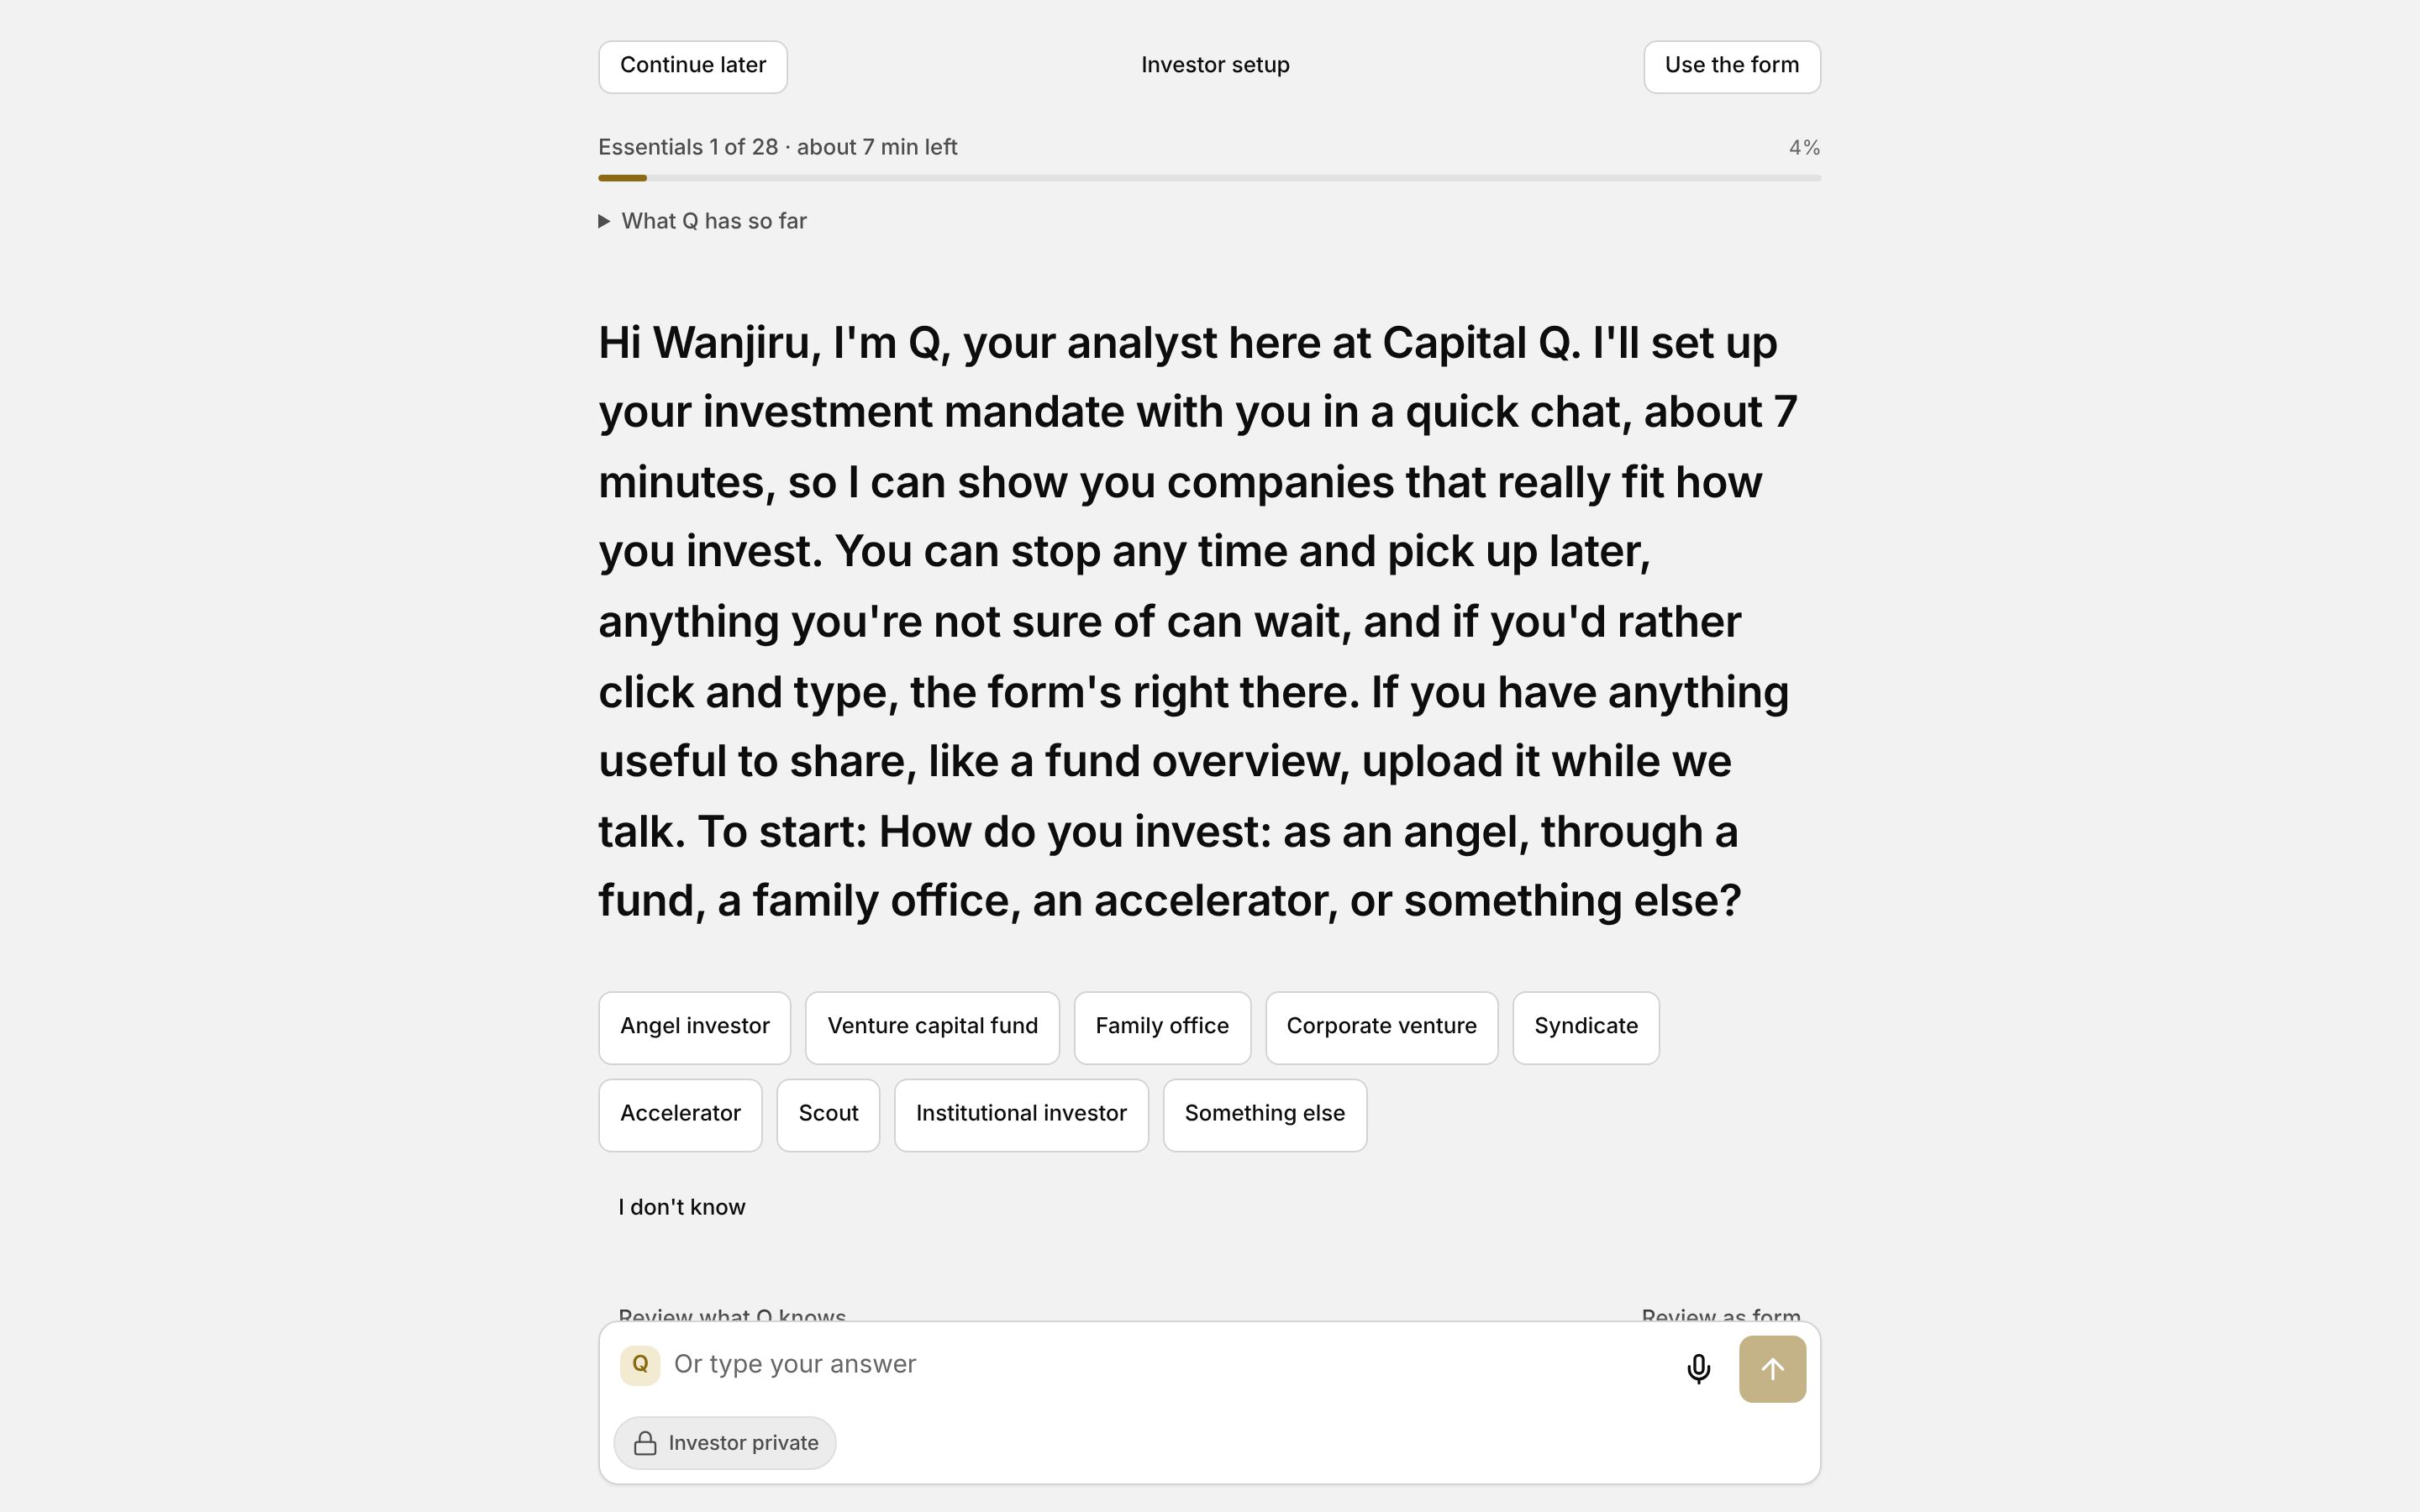 Continue later
Investor setup
Use the form
Essentials 1 of 28 · about 7 min left
4%
▶ What Q has so far
Hi Wanjiru, I'm Q, your analyst here at Capital Q. I'll set up
your investment mandate with you in a quick chat, about 7
minutes, so I can show you companies that really fit how
you invest. You can stop any time and pick up later,
anything you're not sure of can wait, and if you'd rather
click and type, the form's right there. If you have anything
useful to share, like a fund overview, upload it while we
talk. To start: How do you invest: as an angel, through a
fund, a family office, an accelerator, or something else?
Angel investor
Venture capital fund
Family office
Corporate venture
Syndicate
Accelerator
Scout
Institutional investor
Something else
I don't know
Review what Q knows
Review as form
Q
Or type your answer
Investor private